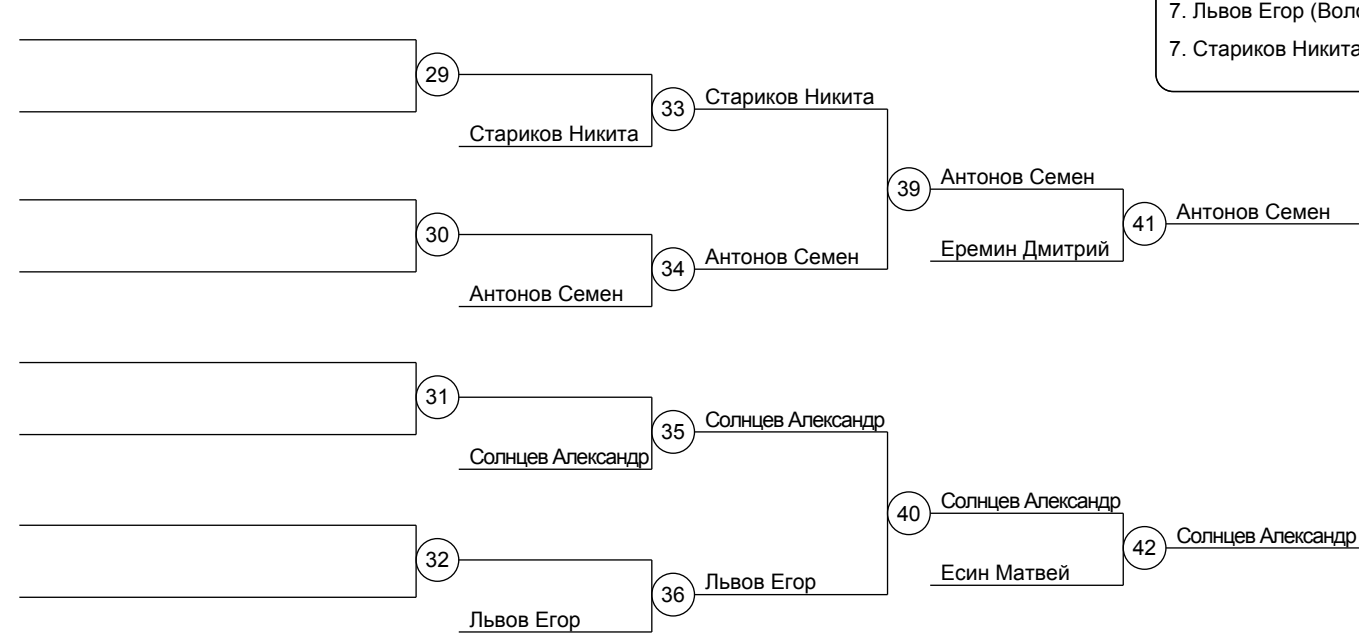 7. Львов Егор
7. Стариков Никита
29
33
Стариков Никита
Стариков Никита
39
Антонов Семен
30
41
Антонов Семен
34
Антонов Семен
Еремин Дмитрий
Антонов Семен
31
35
Солнцев Александр
Солнцев Александр
40
Солнцев Александр
32
42
Солнцев Александр
36
Львов Егор
Есин Матвей
Львов Егор